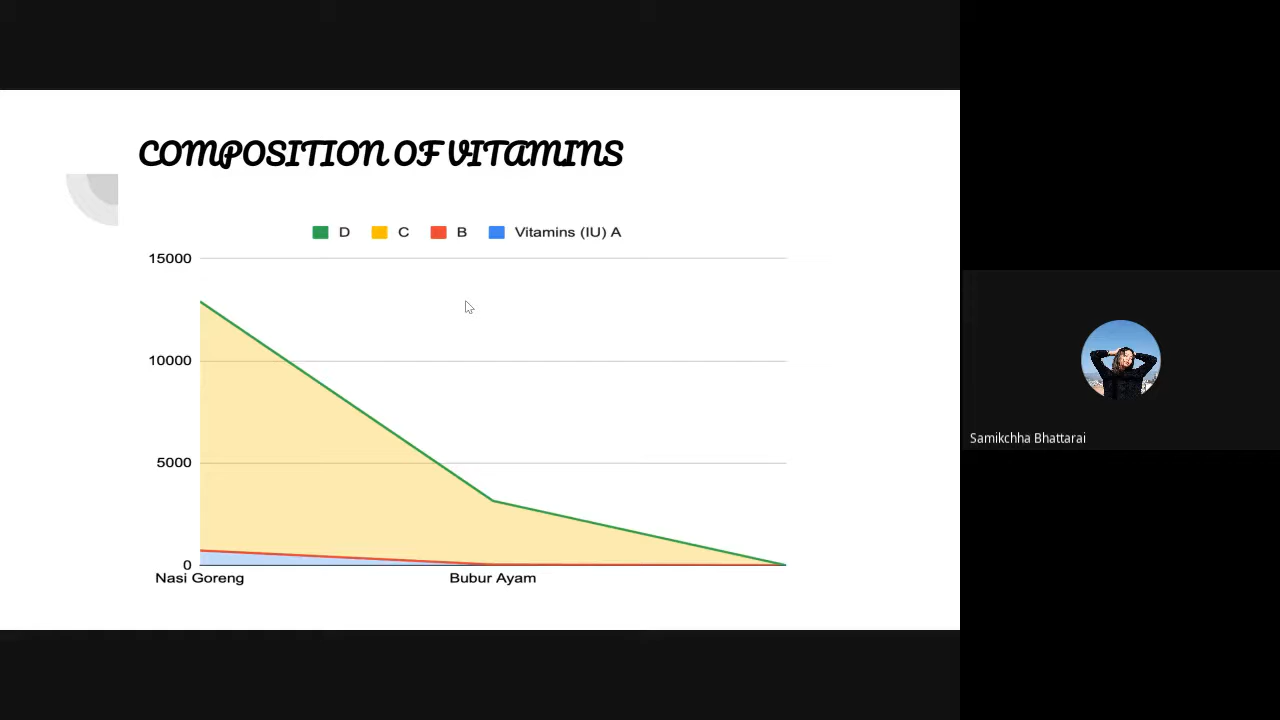 COMPOSITION OF VITAMINS
D C B Vitamins (IU) A
15000
10000
5000
0
Nasi Goreng Bubur Ayam
Samikchha Bhattarai